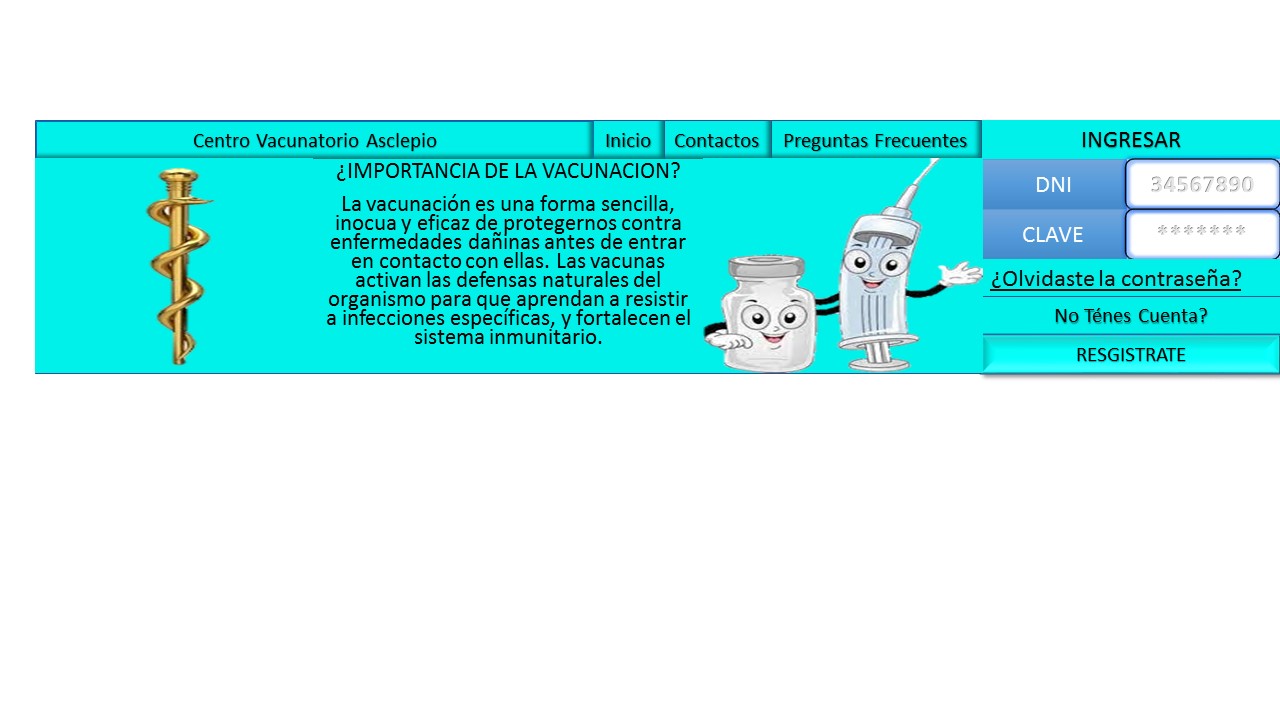 Centro Vacunatorio Asclepio
Inicio
Contactos
Preguntas Frecuentes
INGRESAR
¿IMPORTANCIA DE LA VACUNACION?
La vacunación es una forma sencilla,
inocua y eficaz de protegernos contra
enfermedades dañinas antes de entrar
en contacto con ellas. Las vacunas
activan las defensas naturales del
organismo para que aprendan a resistir
a infecciones específicas, y fortalecen el
sistema inmunitario.
DNI
34567890
CLAVE
*******
¿Olvidaste la contraseña?
No Ténes Cuenta?
RESGISTRATE